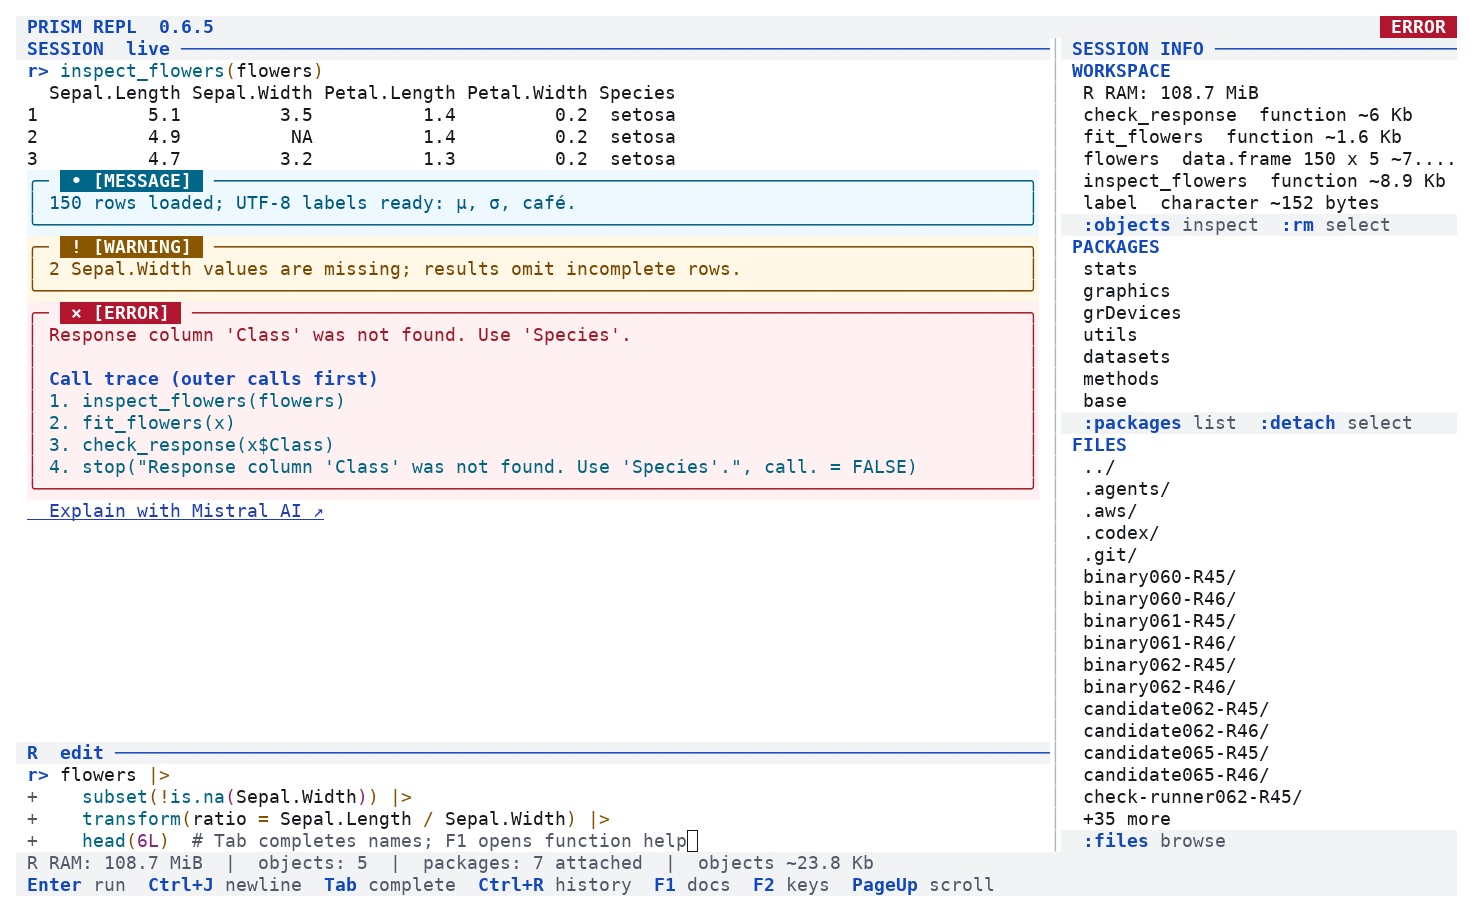 PRISM REPL  0.6.5
ERROR
SESSION  live
r> inspect_flowers(flowers)
  Sepal.Length Sepal.Width Petal.Length Petal.Width Species
1          5.1         3.5          1.4         0.2  setosa
2          4.9          NA          1.4         0.2  setosa
3          4.7         3.2          1.3         0.2  setosa
• [MESSAGE]
150 rows loaded; UTF-8 labels ready: μ, σ, café.
! [WARNING]
2 Sepal.Width values are missing; results omit incomplete rows.
× [ERROR]
Response column 'Class' was not found. Use 'Species'.
Call trace (outer calls first)
1. inspect_flowers(flowers)
2. fit_flowers(x)
3. check_response(x$Class)
4. stop("Response column 'Class' was not found. Use 'Species'.", call. = FALSE)
Explain with Mistral AI ↗
R  edit
r> flowers |>
+    subset(!is.na(Sepal.Width)) |>
+    transform(ratio = Sepal.Length / Sepal.Width) |>
+    head(6L)  # Tab completes names; F1 opens function help
R RAM: 108.7 MiB  |  objects: 5  |  packages: 7 attached  |  objects ~23.8 Kb
Enter run  Ctrl+J newline  Tab complete  Ctrl+R history  F1 docs  F2 keys  PageUp scroll
SESSION INFO
WORKSPACE
R RAM: 108.7 MiB
check_response  function ~6 Kb
fit_flowers  function ~1.6 Kb
flowers  data.frame 150 x 5 ~7....
inspect_flowers  function ~8.9 Kb
label  character ~152 bytes
:objects inspect  :rm select
PACKAGES
stats
graphics
grDevices
utils
datasets
methods
base
:packages list  :detach select
FILES
../
.agents/
.aws/
.codex/
.git/
binary060-R45/
binary060-R46/
binary061-R45/
binary061-R46/
binary062-R45/
binary062-R46/
candidate062-R45/
candidate062-R46/
candidate065-R45/
candidate065-R46/
check-runner062-R45/
+35 more
:files browse